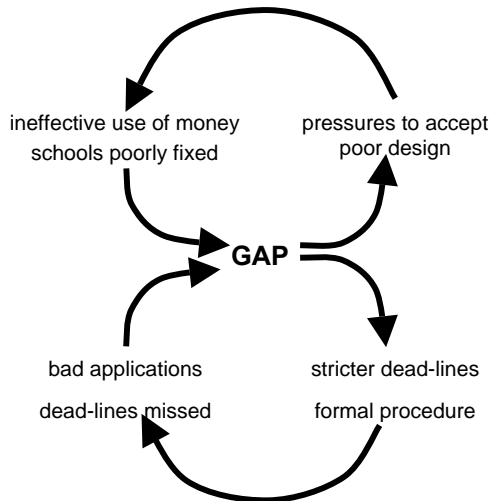 ineffective use of money
schools poorly fixed
pressures to accept
poor design
GAP
bad applications
dead-lines missed
stricter dead-lines
formal procedure